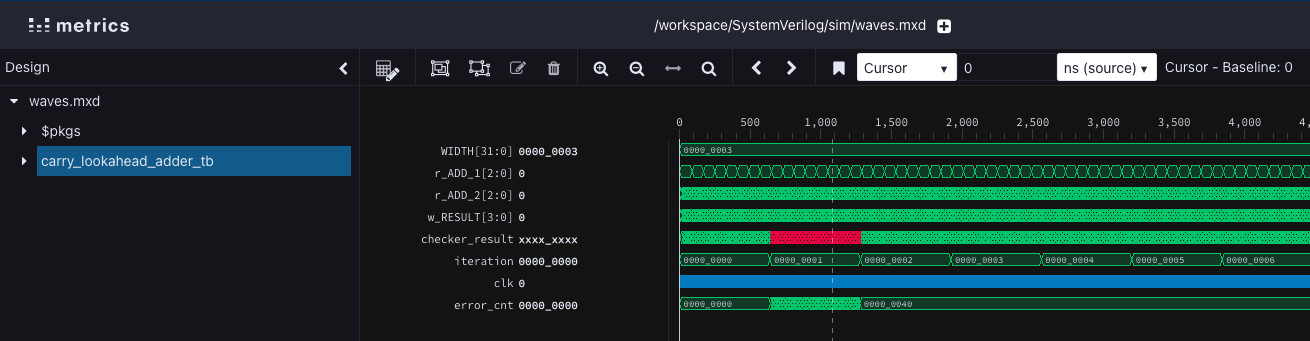 metrics
/workspace/SystemVerilog/sim/waves.mxd
Design
Cursor
0
ns (source)
Cursor - Baseline: 0
waves.mxd
$pkgs
carry_lookahead_adder_tb
0 500 1,000 1,500 2,000 2,500 3,000 3,500 4,000 4,
WIDTH[31:0] 0000_0003 0000_0003
r_ADD_1[2:0] 0
r_ADD_2[2:0] 0
w_RESULT[3:0] 0
checker_result xxxx_xxxx
iteration 0000_0000 0000_0000 0000_0001 0000_0002 0000_0003 0000_0004 0000_0005 0000_0006
clk 0
error_cnt 0000_0000 0000_0000 0000_0040